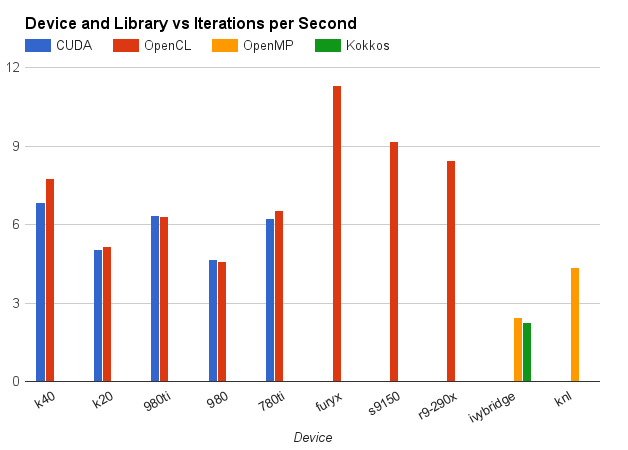 Device and Library vs Iterations per Second
CUDA OpenCL OpenMP Kokkos
12
9
6
3
0
k40 k20 980ti 980 780ti furyx s9150 r9-290x ivybridge knl
Device